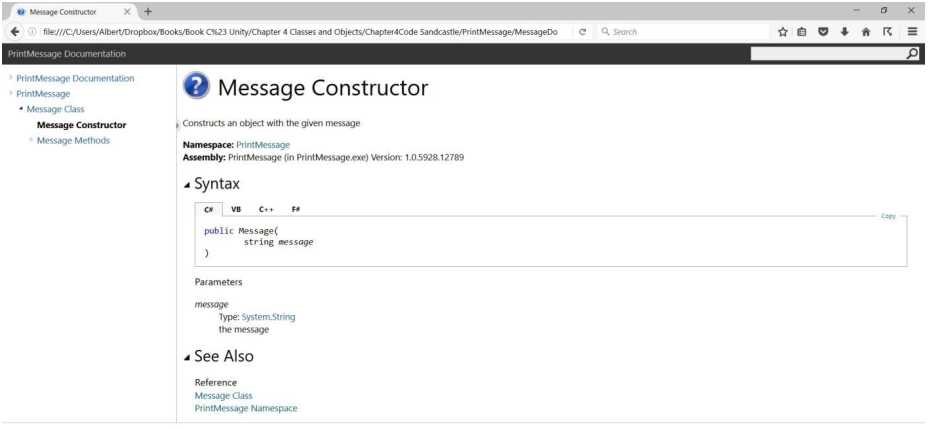 Message Constructor
file:///C:/Users/Albert/Dropbox/Books/Book C%23 Unity/Chapter 4 Classes and Objects/Chapter4Code Sandcastle/PrintMessage/MessageDo
Search
PrintMessage Documentation
PrintMessage Documentation
PrintMessage
Message Class
Message Constructor
Message Methods
Message Constructor
Constructs an object with the given message
Namespace: PrintMessage
Assembly: PrintMessage (in PrintMessage.exe) Version: 1.0.5928.12789
Syntax
C# VB C++ F#
Copy
public Message(
string message
)
Parameters
message
Type: System.String
the message
See Also
Reference
Message Class
PrintMessage Namespace